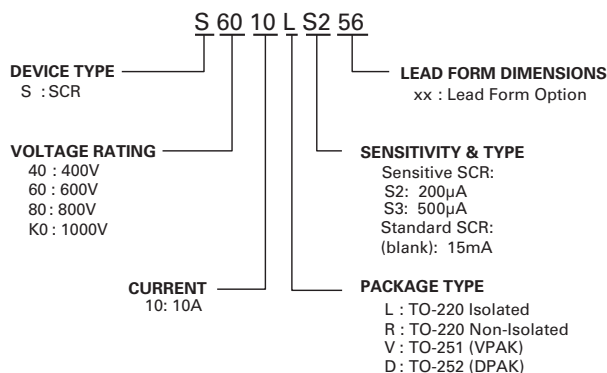 S 60 10 L S2 56
DEVICE TYPE
S : SCR
LEAD FORM DIMENSIONS
xx : Lead Form Option
VOLTAGE RATING
40 : 400V
60 : 600V
80 : 800V
K0 : 1000V
SENSITIVITY & TYPE
Sensitive SCR:
S2: 200μA
S3: 500μA
Standard SCR:
(blank): 15mA
CURRENT
10: 10A
PACKAGE TYPE
L : TO-220 Isolated
R : TO-220 Non-Isolated
V : TO-251 (VPAK)
D : TO-252 (DPAK)